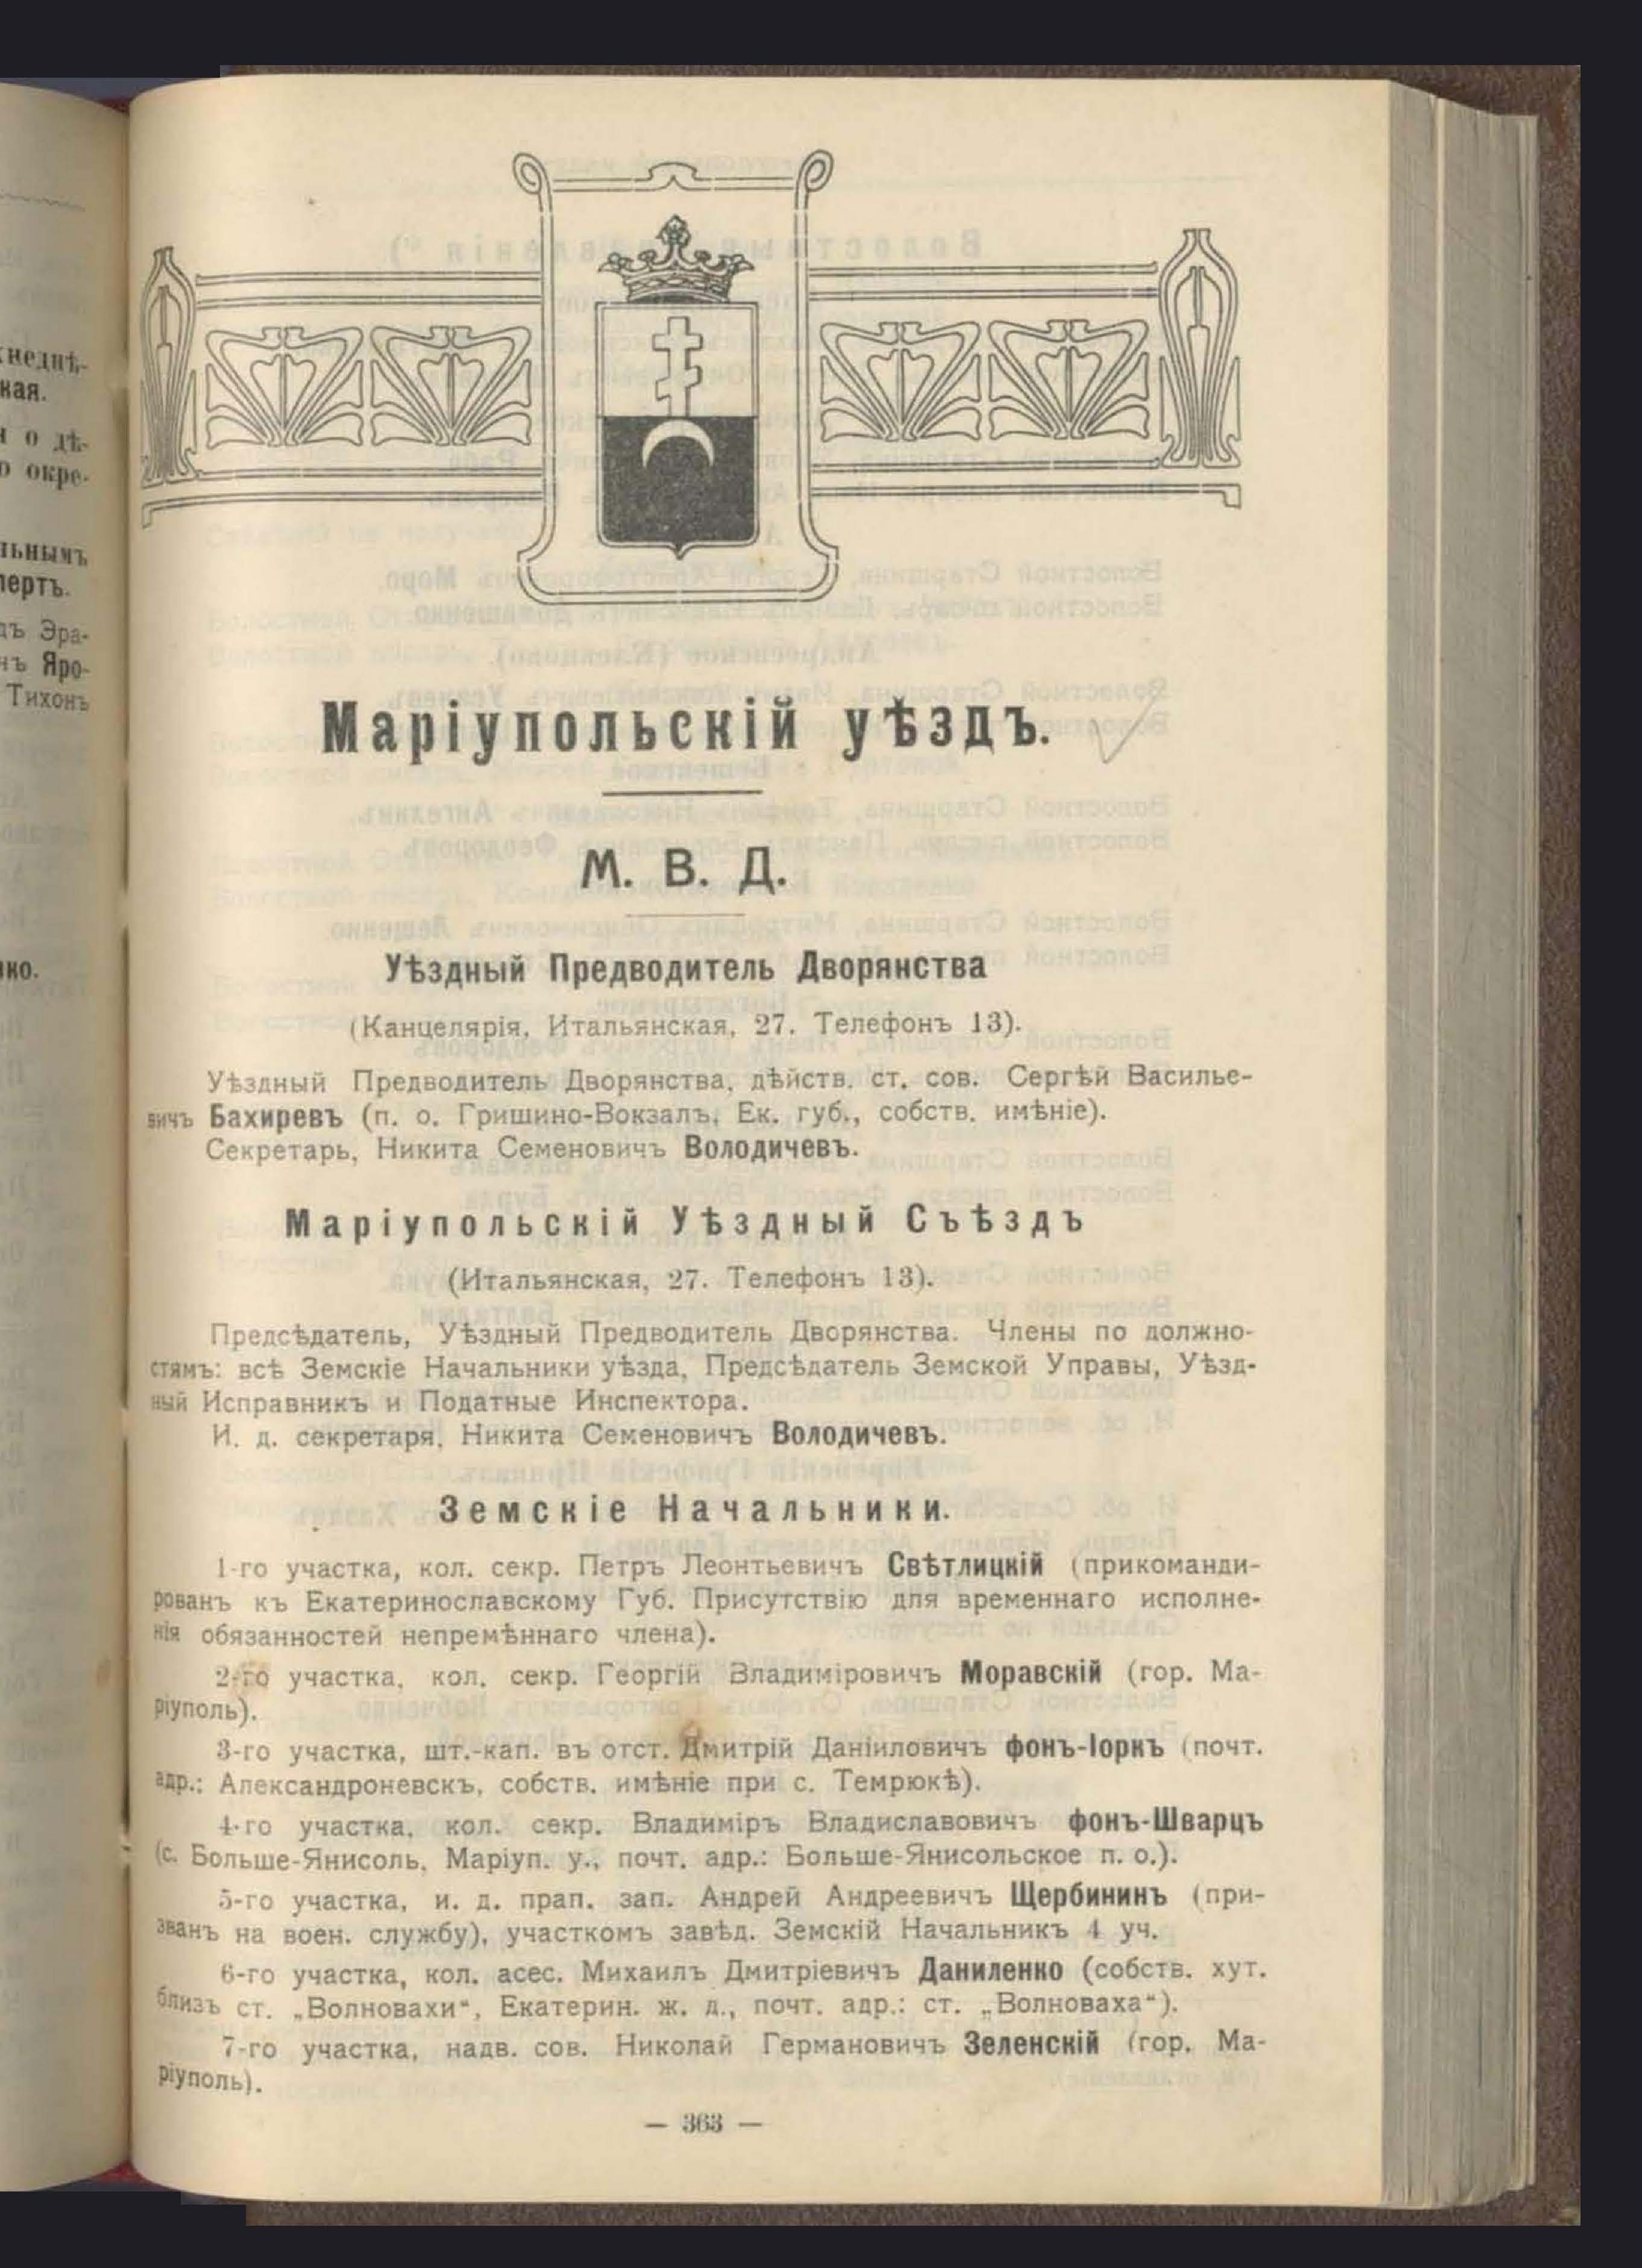 Маріупольскій уѣздъ.
М. В. Д.
Уѣздный Предводитель Дворянства
(Канцелярія, Итальянская, 27. Телефонъ 13).
Уѣздный Предводитель Дворянства, дѣйств. ст. сов. Сергѣй Василье-
вичъ Бахиревъ (п. о. Гришино-Вокзалъ, Ек. губ., собств. имѣніе).
Секретарь, Никита Семеновичъ Володичевъ.
Маріупольскій Уѣздный Съѣздъ
(Итальянская, 27. Телефонъ 13).
Предсѣдатель, Уѣздный Предводитель Дворянства. Члены по должно-
стямъ: всѣ Земскіе Начальники уѣзда, Предсѣдатель Земской Управы, Уѣзд-
ный Исправникъ и Податные Инспектора.
И. д. секретаря, Никита Семеновичъ Володичевъ.
Земскіе Начальники.
1-го участка, кол. секр. Петръ Леонтьевичъ Свѣтлицкій (прикоманди-
рованъ къ Екатеринославскому Губ. Присутствію для временнаго исполне-
нія обязанностей непремѣннаго члена).
2-го участка, кол. секр. Георгій Владиміровичъ Моравскій (гор. Ма-
ріуполь).
3-го участка, шт.-кап. въ отст. Дмитрій Даніиловичъ фонъ-Іоркъ (почт.
адр.: Александроневскъ, собств. имѣніе при с. Темрюкѣ).
4-го участка, кол. секр. Владиміръ Владиславовичъ фонъ-Шварцъ
(с. Больше-Янисоль, Маріуп. у., почт. адр.: Больше-Янисольское п. о.).
5-го участка, и. д. прап. зап. Андрей Андреевичъ Щербининъ (при-
званъ на воен. службу), участкомъ завѣд. Земскій Начальникъ 4 уч.
6-го участка, кол. асес. Михаилъ Дмитріевичъ Даниленко (собств. хут.
близъ ст. „Волновахи“, Екатерин. ж. д., почт. адр.: ст. „Волноваха“).
7-го участка, надв. сов. Николай Германовичъ Зеленскій (гор. Ма-
ріуполь).
— 363 —